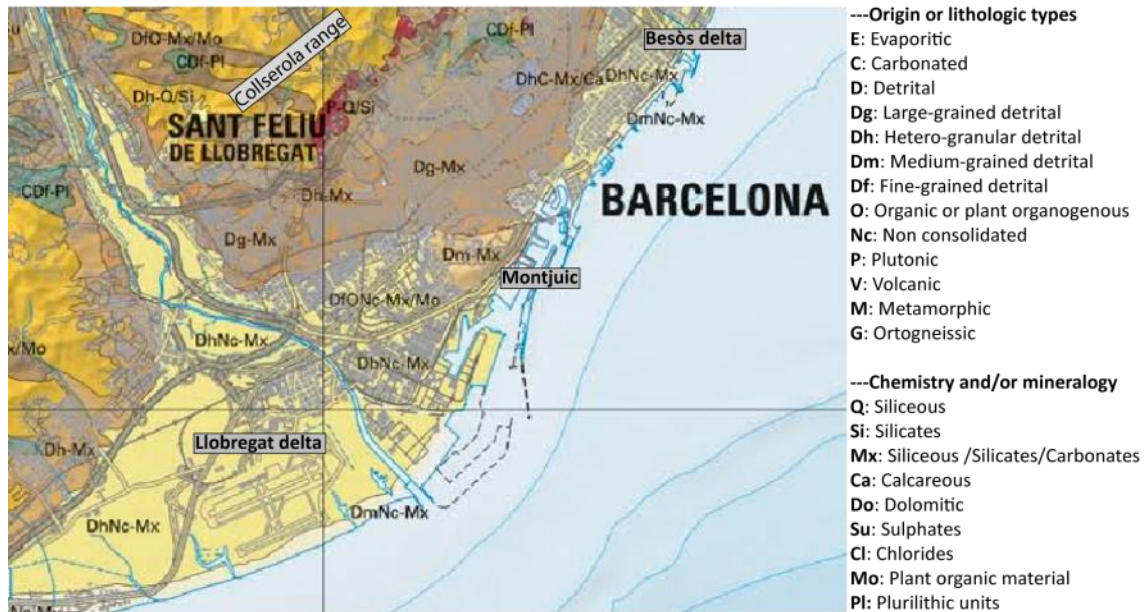 DfO-Mx/Mo
CDf-Pl
Collserola range
CDf-Pl
Besòs delta
Dh-Q/Si
P-Q/Si
DhC-Mx/Ca
DhNc-Mx
DmNc-Mx
SANT FELIU
DE LLOBREGAT
CDf-Pl
Dg-Mx
Dh-Mx
BARCELONA
Dg-Mx
Dm-Mx
Montjuic
DfONc-Mx/Mo
DhNc-Mx
x/Mo
DbNc-Mx
Llobregat delta
Dh-Mx
DmNc-Mx
DhNc-Mx
---Origin or lithologic types
E: Evaporitic
C: Carbonated
D: Detrital
Dg: Large-grained detrital
Dh: Hetero-granular detrital
Dm: Medium-grained detrital
Df: Fine-grained detrital
O: Organic or plant organogenous
Nc: Non consolidated
P: Plutonic
V: Volcanic
M: Metamorphic
G: Ortogneissic
---Chemistry and/or mineralogy
Q: Siliceous
Si: Silicates
Mx: Siliceous /Silicates/Carbonates
Ca: Calcareous
Do: Dolomitic
Su: Sulphates
Cl: Chlorides
Mo: Plant organic material
Pl: Plurilithic units